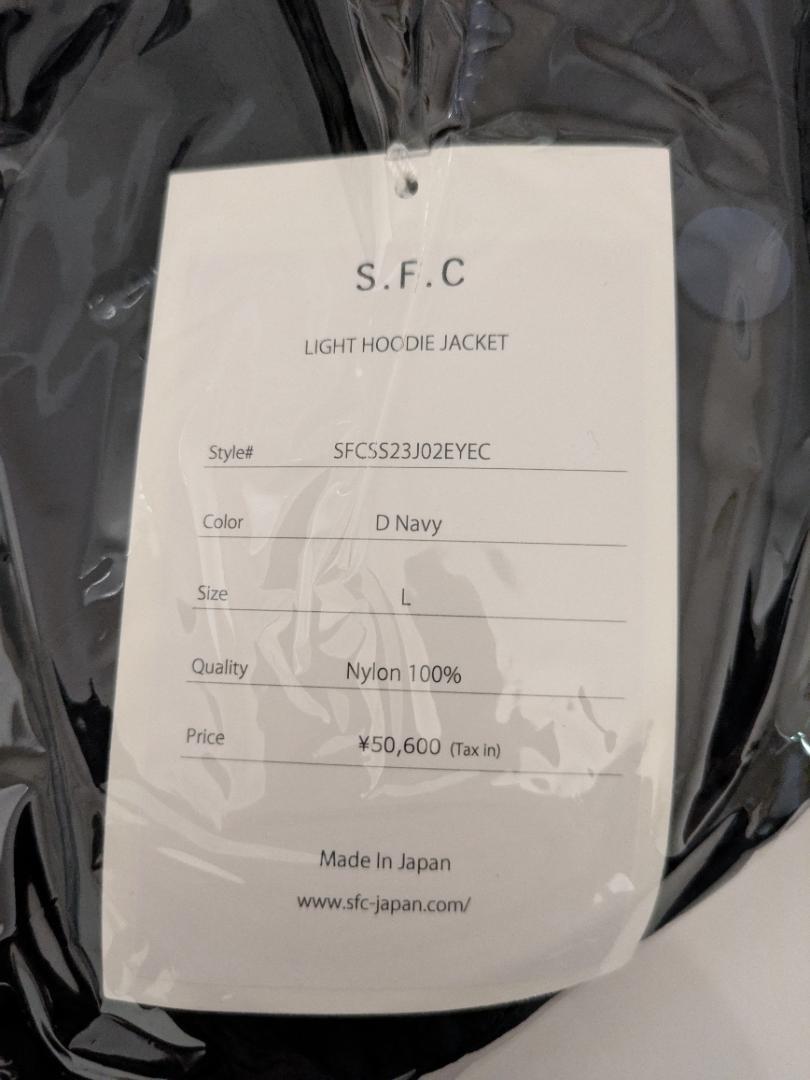 S.F.C
LIGHT HOODIE JACKET
Style# SFCSS23J02EYEC
Color D Navy
Size L
Quality Nylon 100%
Price ¥50,600 (Tax in)
Made In Japan
www.sfc-japan.com/